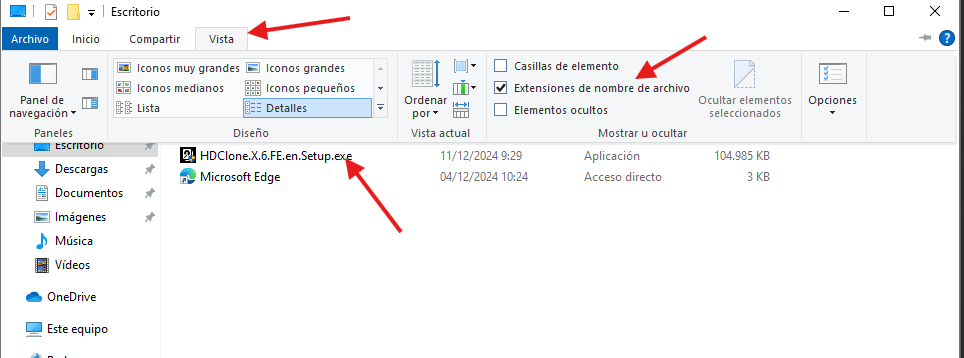 Escritorio
Archivo Inicio Compartir Vista
Panel de navegación
Iconos muy grandes Iconos grandes
Iconos medianos Iconos pequeños
Lista Detalles
Ordenar por
Casillas de elemento
Extensiones de nombre de archivo
Elementos ocultos
Ocultar elementos seleccionados
Opciones
Paneles Diseño Vista actual Mostrar u ocultar
Escritorio
HDClone.X.6.FE.en.Setup.exe 11/12/2024 9:29 Aplicación 104.985 KB
Descargas
Microsoft Edge 04/12/2024 10:24 Acceso directo 3 KB
Documentos
Imágenes
Música
Vídeos
OneDrive
Este equipo